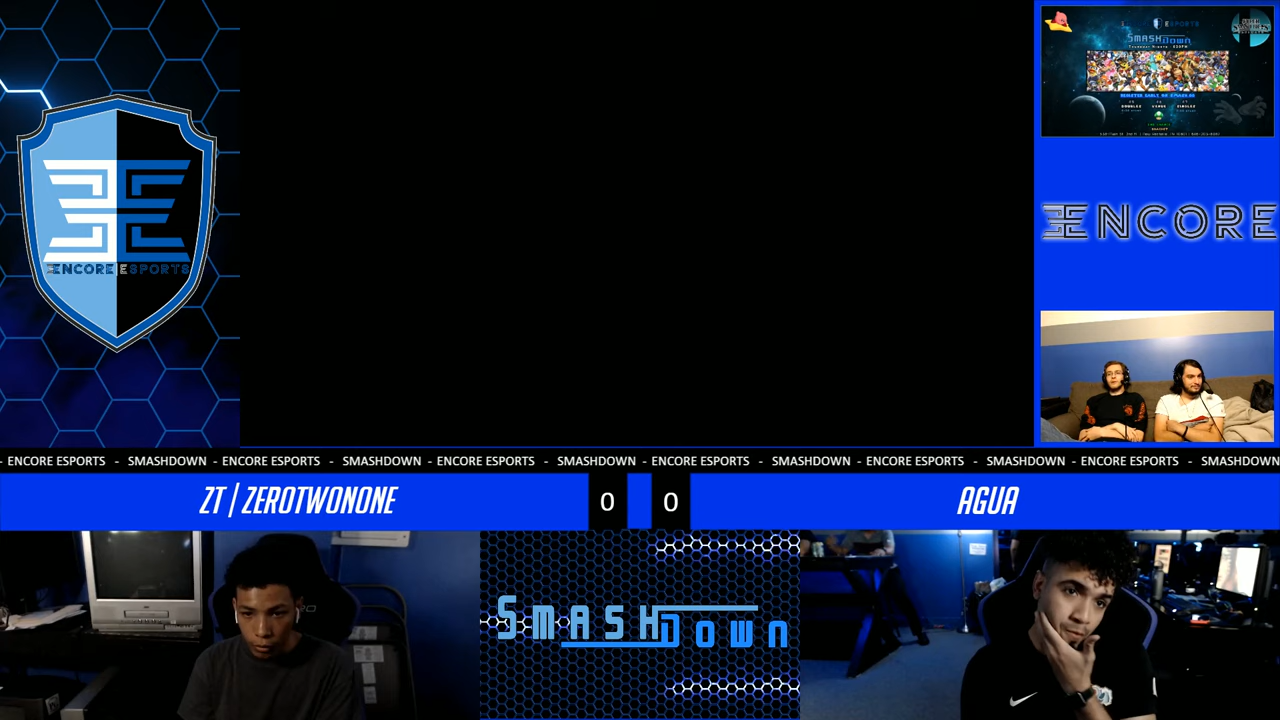 ENCORE ESPORTS
ESPORTS
SMASHDOWN
ENCORE
- ENCORE ESPORTS - SMASHDOWN - ENCORE ESPORTS - SMASHDOWN - ENCORE ESPORTS - SMASHDOWN - ENCORE ESPORTS - SMASHDOWN - ENCORE ESPORTS - SMASHDOWN - ENCORE ESPORTS - SMASHDOWN
ZT | ZEROTWONONE
0
0
AGUA
SMASHDOWN